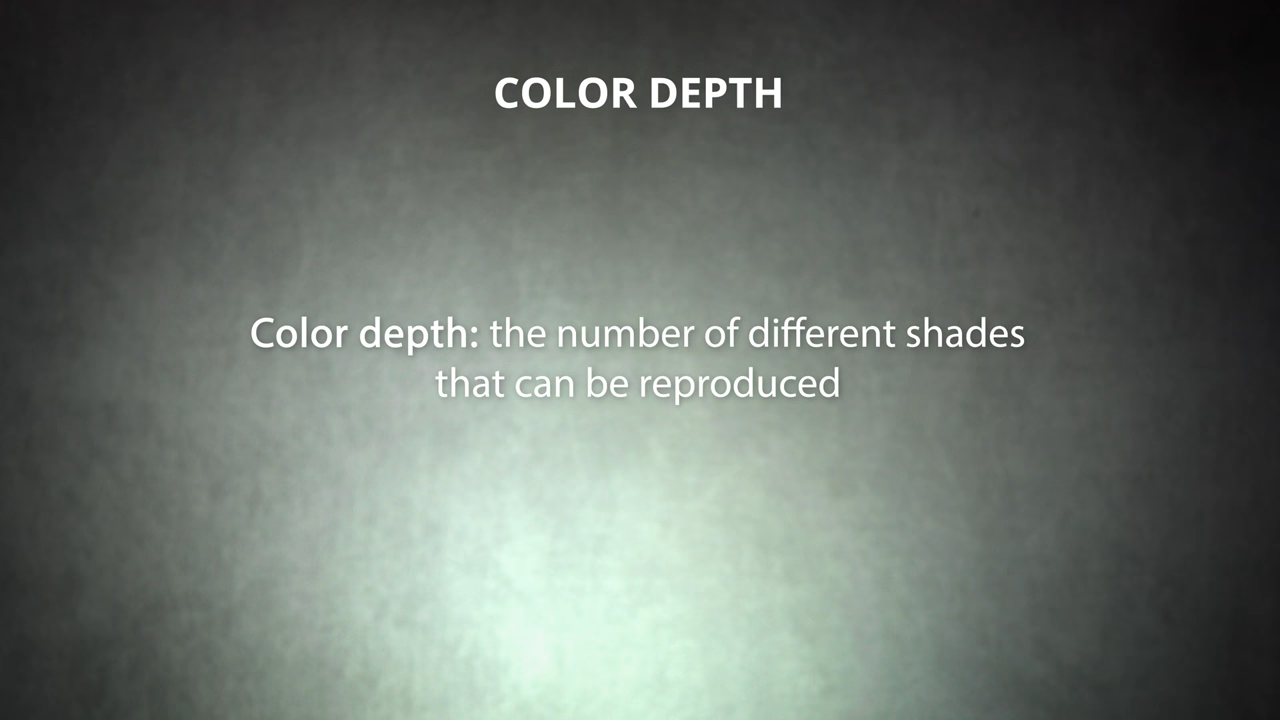 COLOR DEPTH
Color depth: the number of different shades
that can be reproduced